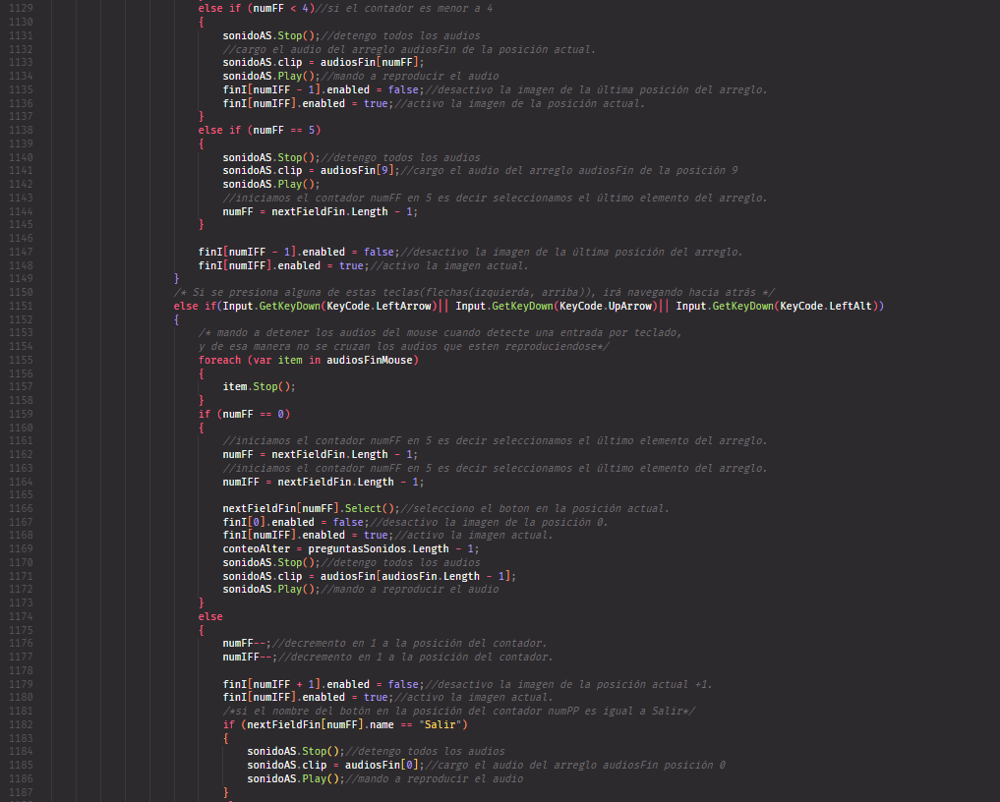 1129 else if (numFF < 4)//si el contador es menor a 4
1130 {
1131 sonidoAS.Stop();//detengo todos los audios
1132 //cargo el audio del arreglo audiosFin de la posición actual.
1133 sonidoAS.clip = audiosFin[numFF];
1134 sonidoAS.Play();//mando a reproducir el audio
1135 finI[numIFF - 1].enabled = false;//desactivo la imagen de la última posición del arreglo.
1136 finI[numIFF].enabled = true;//activo la imagen de la posición actual.
1137 }
1138 else if (numFF == 5)
1139 {
1140 sonidoAS.Stop();//detengo todos los audios
1141 sonidoAS.clip = audiosFin[9];//cargo el audio del arreglo audiosFin de la posición 9
1142 sonidoAS.Play();
1143 //iniciamos el contador numFF en 5 es decir seleccionamos el último elemento del arreglo.
1144 numFF = nextFieldFin.Length - 1;
1145 }
1146
1147 finI[numIFF - 1].enabled = false;//desactivo la imagen de la última posición del arreglo.
1148 finI[numIFF].enabled = true;//activo la imagen actual.
1149 }
1150 /* Si se presiona alguna de estas teclas(flechas(izquierda, arriba)), irá navegando hacia atrás */
1151 else if(Input.GetKeyDown(KeyCode.LeftArrow)|| Input.GetKeyDown(KeyCode.UpArrow)|| Input.GetKeyDown(KeyCode.LeftAlt))
1152 {
1153 /* mando a detener los audios del mouse cuando detecte una entrada por teclado,
1154 y de esa manera no se cruzan los audios que esten reproduciendose*/
1155 foreach (var item in audiosFinMouse)
1156 {
1157 item.Stop();
1158 }
1159 if (numFF == 0)
1160 {
1161 //iniciamos el contador numFF en 5 es decir seleccionamos el último elemento del arreglo.
1162 numFF = nextFieldFin.Length - 1;
1163 //iniciamos el contador numFF en 5 es decir seleccionamos el último elemento del arreglo.
1164 numIFF = nextFieldFin.Length - 1;
1165
1166 nextFieldFin[numFF].Select();//selecciono el boton en la posición actual.
1167 finI[0].enabled = false;//desactivo la imagen de la posición 0.
1168 finI[numIFF].enabled = true;//activo la imagen actual.
1169 conteoAlter = preguntasSonidos.Length - 1;
1170 sonidoAS.Stop();//detengo todos los audios
1171 sonidoAS.clip = audiosFin[audiosFin.Length - 1];
1172 sonidoAS.Play();//mando a reproducir el audio
1173 }
1174 else
1175 {
1176 numFF--;//decremento en 1 a la posición del contador.
1177 numIFF--;//decremento en 1 a la posición del contador.
1178
1179 finI[numIFF + 1].enabled = false;//desactivo la imagen de la posición actual +1.
1180 finI[numIFF].enabled = true;//activo la imagen actual.
1181 /*si el nombre del botón en la posición del contador numPP es igual a Salir*/
1182 if (nextFieldFin[numFF].name == "Salir")
1183 {
1184 sonidoAS.Stop();//detengo todos los audios
1185 sonidoAS.clip = audiosFin[0];//cargo el audio del arreglo audiosFin posición 0
1186 sonidoAS.Play();//mando a reproducir el audio
1187 }